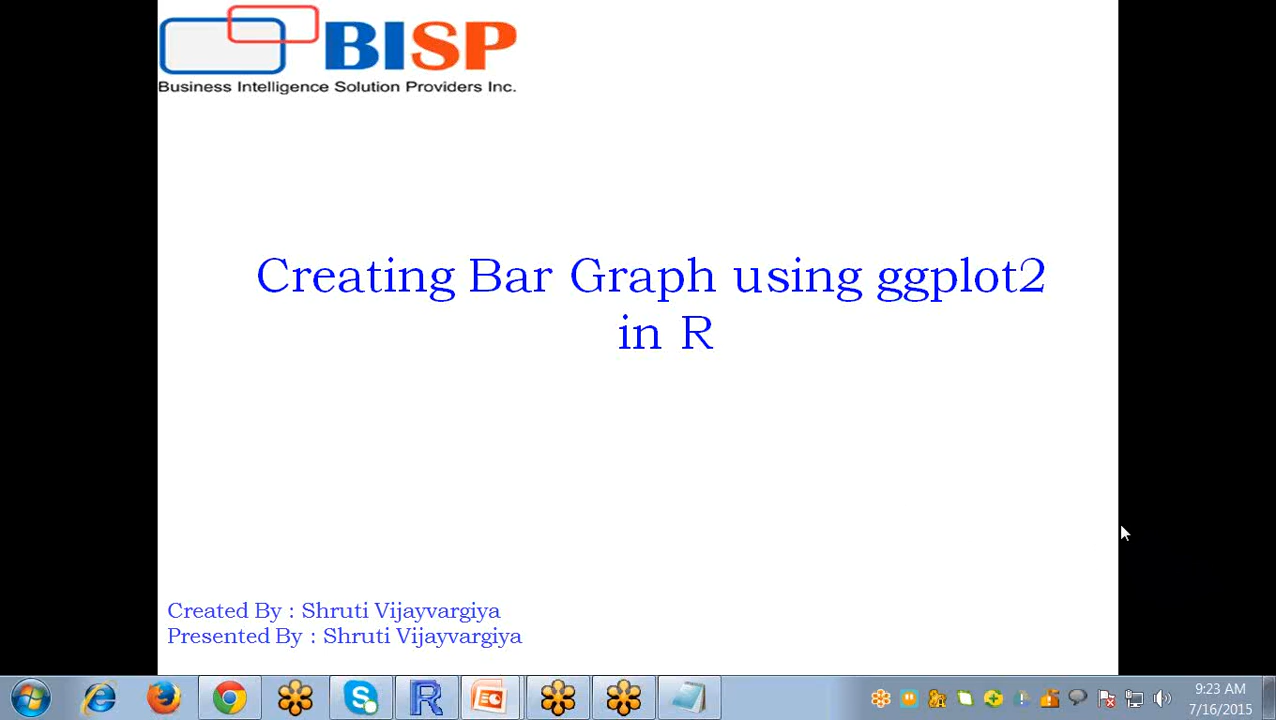 BISP
Business Intelligence Solution Providers Inc.
Creating Bar Graph using ggplot2
in R
Created By : Shruti Vijayvargiya
Presented By : Shruti Vijayvargiya
9:23 AM
7/16/2015